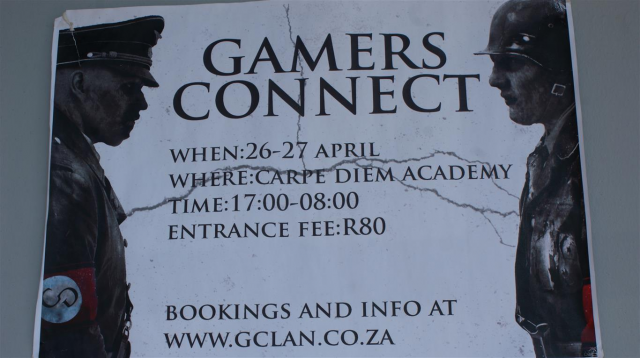 GAMERS
CONNECT
WHEN:26-27 APRIL
WHERE:CARPE DIEM ACADEMY
TIME:17:00-08:00
ENTRANCE FEE:R80
BOOKINGS AND INFO AT
WWW.GCLAN.CO.ZA